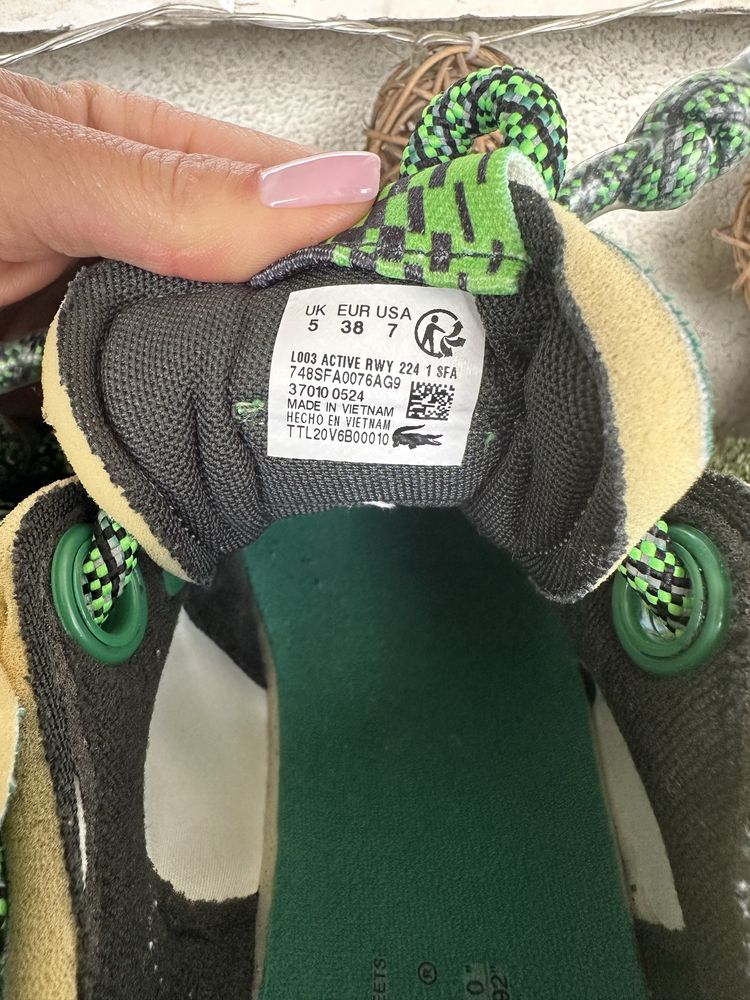 UK EUR USA
5 38 7
L003 ACTIVE RWY 224 1 SFA
748SFA0076AG9
37010 0524
MADE IN VIETNAM
HECHO EN VIETNAM
TTL20V6B00010
®